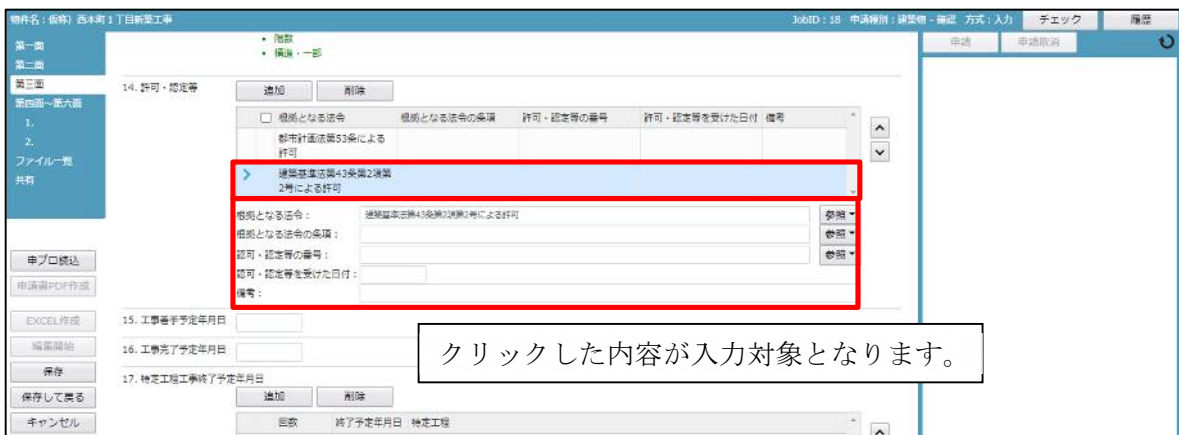 物件名：（仮称）西本町１丁目新築工事
JobID：18 申請種別：建築物 - 確認 方式：入力
チェック
履歴
第一面
第二面
第三面
第四面～第六面
1.
2.
ファイル一覧
共有
申プロ読込
申請書PDF作成
EXCEL作成
編集開始
保存
保存して戻る
キャンセル
• 階数
• 構造・一部
14. 許可・認定等
追加 削除
根拠となる法令 根拠となる法令の条項 許可・認定等の番号 許可・認定等を受けた日付 備考
都市計画法第53条による
許可
建築基準法第43条第2項第
2号による許可
根拠となる法令： 建築基準法第43条第2項第2号による許可 参照
根拠となる法令の条項： 参照
認可・認定等の番号： 参照
認可・認定等を受けた日付：
備考：
15. 工事着手予定年月日
16. 工事完了予定年月日
クリックした内容が入力対象となります。
17. 特定工程工事終了予定年月日
追加 削除
回数 終了予定年月日 特定工程
申請 申請取消